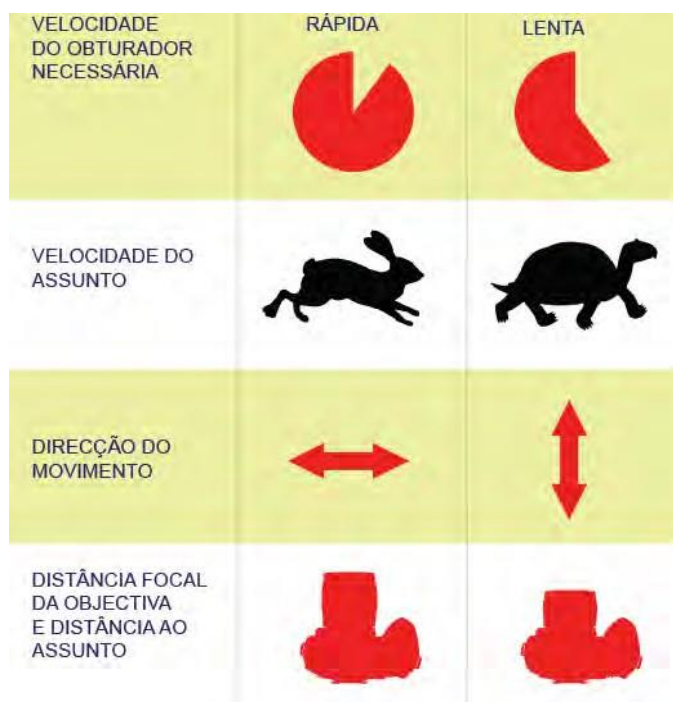 VELOCIDADE
DO OBTURADOR
NECESSÁRIA
RÁPIDA
LENTA
VELOCIDADE DO
ASSUNTO
DIRECÇÃO DO
MOVIMENTO
DISTÂNCIA FOCAL
DA OBJECTIVA
E DISTÂNCIA AO
ASSUNTO